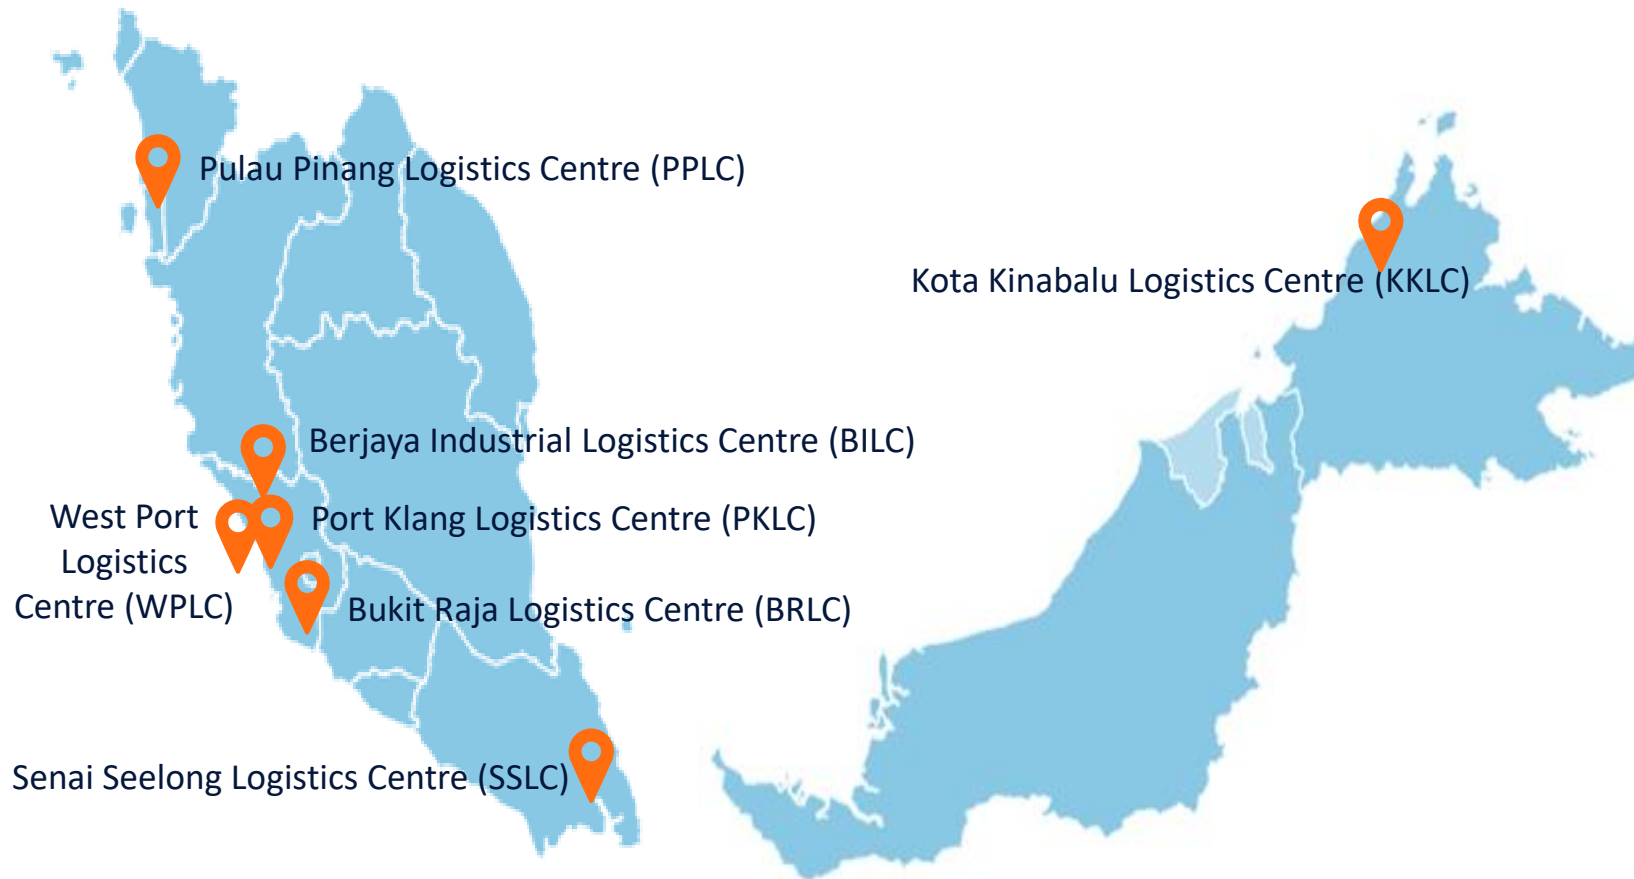 Pulau Pinang Logistics Centre (PPLC)
Kota Kinabalu Logistics Centre (KKLC)
Berjaya Industrial Logistics Centre (BILC)
West Port
Logistics
Centre (WPLC)
Port Klang Logistics Centre (PKLC)
Bukit Raja Logistics Centre (BRLC)
Senai Seelong Logistics Centre (SSLC)